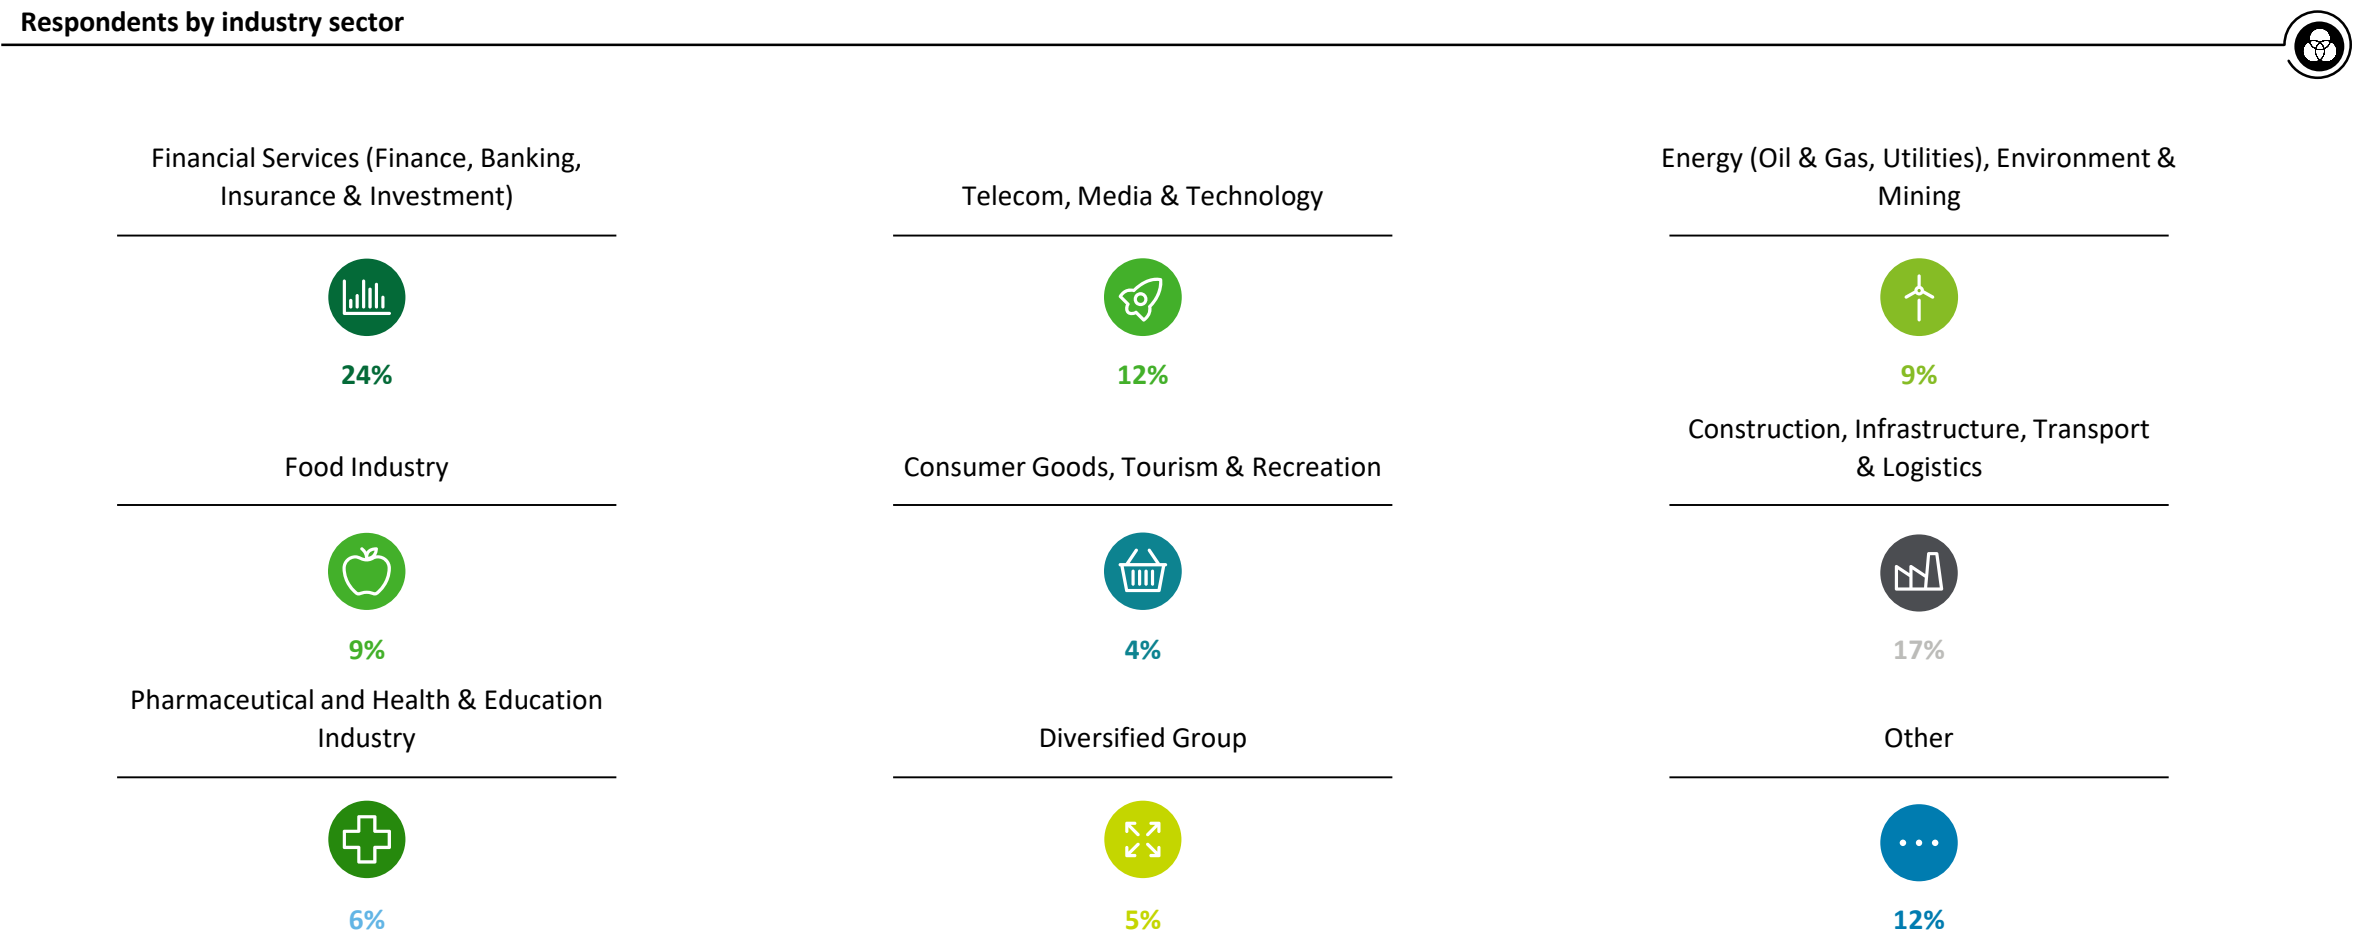 Respondents by industry sector
Financial Services (Finance, Banking,
Insurance & Investment)
24%
Telecom, Media & Technology
12%
Energy (Oil & Gas, Utilities), Environment &
Mining
9%
Food Industry
9%
Consumer Goods, Tourism & Recreation
4%
Construction, Infrastructure, Transport
& Logistics
17%
Pharmaceutical and Health & Education
Industry
6%
Diversified Group
5%
Other
12%